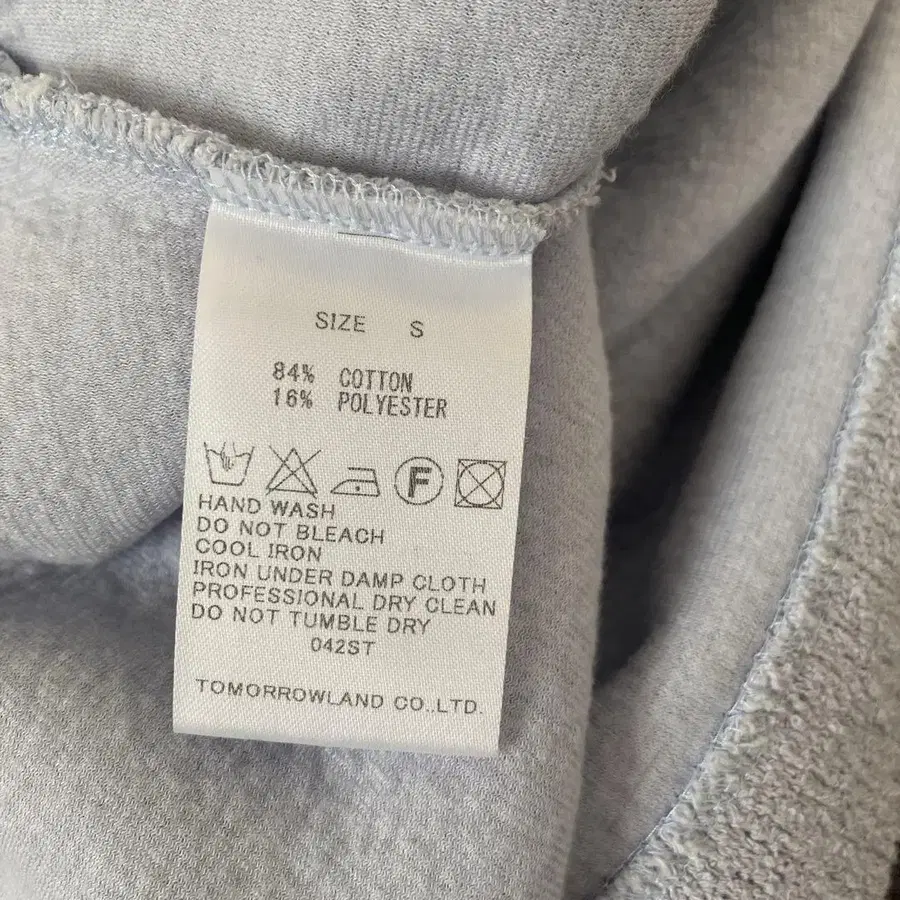 SIZE S
84% COTTON
16% POLYESTER
F
HAND WASH
DO NOT BLEACH
COOL IRON
IRON UNDER DAMP CLOTH
PROFESSIONAL DRY CLEAN
DO NOT TUMBLE DRY
042ST
TOMORROWLAND CO.,LTD.